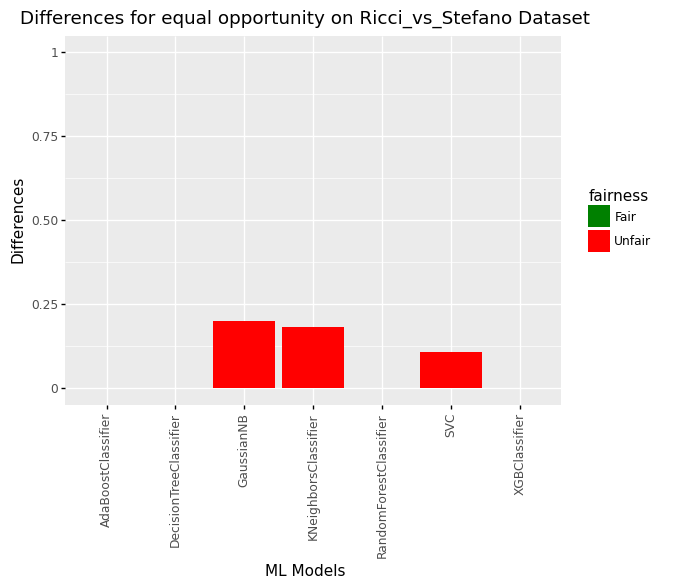 Differences for equal opportunity on Ricci_vs_Stefano Dataset
Differences
1
0.75
0.50
0.25
0
AdaBoostClassifier
DecisionTreeClassifier
GaussianNB
KNeighborsClassifier
RandomForestClassifier
SVC
XGBClassifier
ML Models
fairness
Fair
Unfair